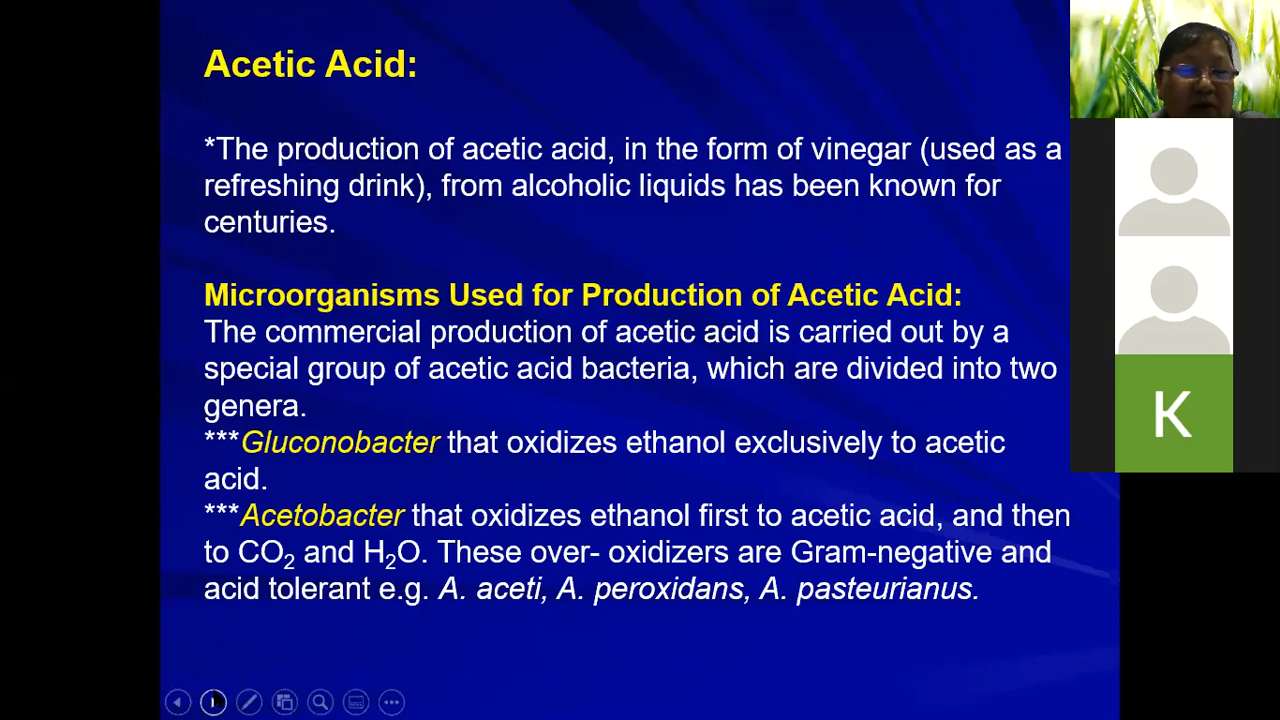 Acetic Acid:
*The production of acetic acid, in the form of vinegar (used as a
refreshing drink), from alcoholic liquids has been known for
centuries.
Microorganisms Used for Production of Acetic Acid:
The commercial production of acetic acid is carried out by a
special group of acetic acid bacteria, which are divided into two
genera.
***Gluconobacter that oxidizes ethanol exclusively to acetic
acid.
***Acetobacter that oxidizes ethanol first to acetic acid, and then
to CO₂ and H₂O. These over- oxidizers are Gram-negative and
acid tolerant e.g. A. aceti, A. peroxidans, A. pasteurianus.
K